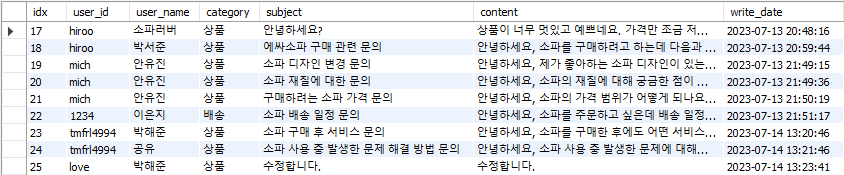 idx user_id user_name category subject content write_date
17 hiroo 소파러버 상품 안녕하세요? 상품이 너무 멋있고 예쁘네요. 가격만 조금 저... 2023-07-13 20:48:16
18 hiroo 박서준 상품 에싸소파 구매 관련 문의 안녕하세요, 소파를 구매하려고 하는데 다음과... 2023-07-13 20:59:44
19 mich 안유진 상품 소파 디자인 변경 문의 안녕하세요, 제가 좋아하는 소파 디자인이 있는... 2023-07-13 21:49:15
20 mich 안유진 상품 소파 재질에 대한 문의 안녕하세요, 소파의 재질에 대해 궁금한 점이... 2023-07-13 21:49:36
21 mich 안유진 상품 구매하려는 소파 가격 문의 안녕하세요, 소파의 가격 범위가 어떻게 되나요... 2023-07-13 21:50:19
22 1234 이은지 배송 소파 배송 일정 문의 안녕하세요, 소파를 주문하고 싶은데 배송 일정... 2023-07-13 21:51:17
23 tmfrl4994 박해준 상품 소파 구매 후 서비스 문의 안녕하세요, 소파를 구매한 후에도 어떤 서비스... 2023-07-14 13:20:46
24 tmfrl4994 공유 상품 소파 사용 중 발생한 문제 해결 방법 문의 안녕하세요, 소파 사용 중 발생한 문제에 대해... 2023-07-14 13:21:46
25 love 박해준 상품 수정합니다. 수정합니다. 2023-07-14 13:23:41